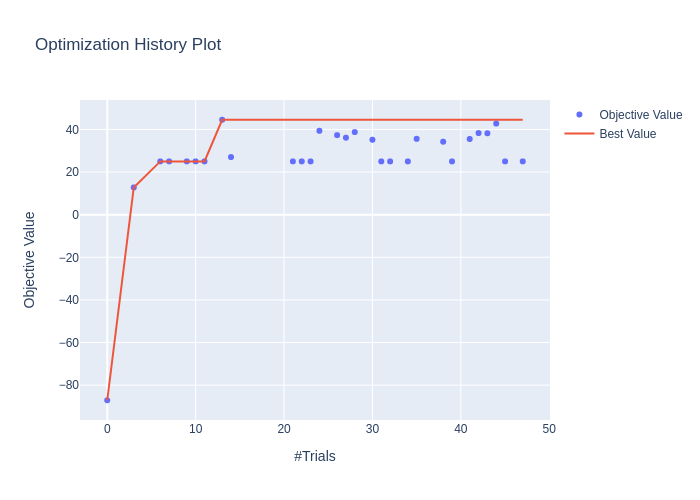 Optimization History Plot
Objective Value
Best Value
40
20
0
−20
−40
−60
−80
Objective Value
0
10
20
30
40
50
#Trials